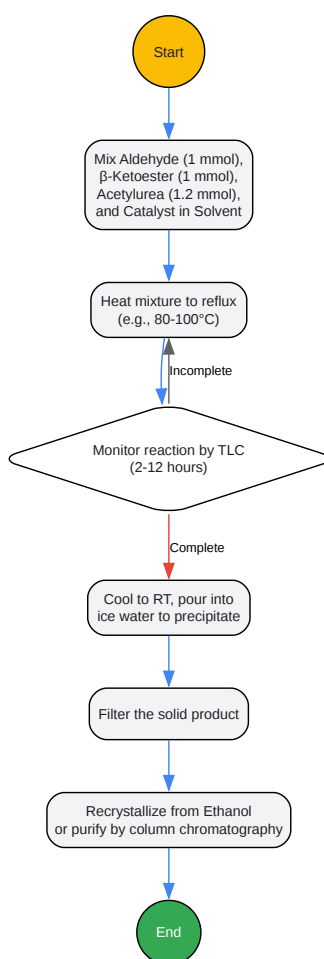 Start
Mix Aldehyde (1 mmol),
β-Ketoester (1 mmol),
Acetylurea (1.2 mmol),
and Catalyst in Solvent
Heat mixture to reflux
(e.g., 80-100°C)
Incomplete
Monitor reaction by TLC
(2-12 hours)
Complete
Cool to RT, pour into
ice water to precipitate
Filter the solid product
Recrystallize from Ethanol
or purify by column chromatography
End